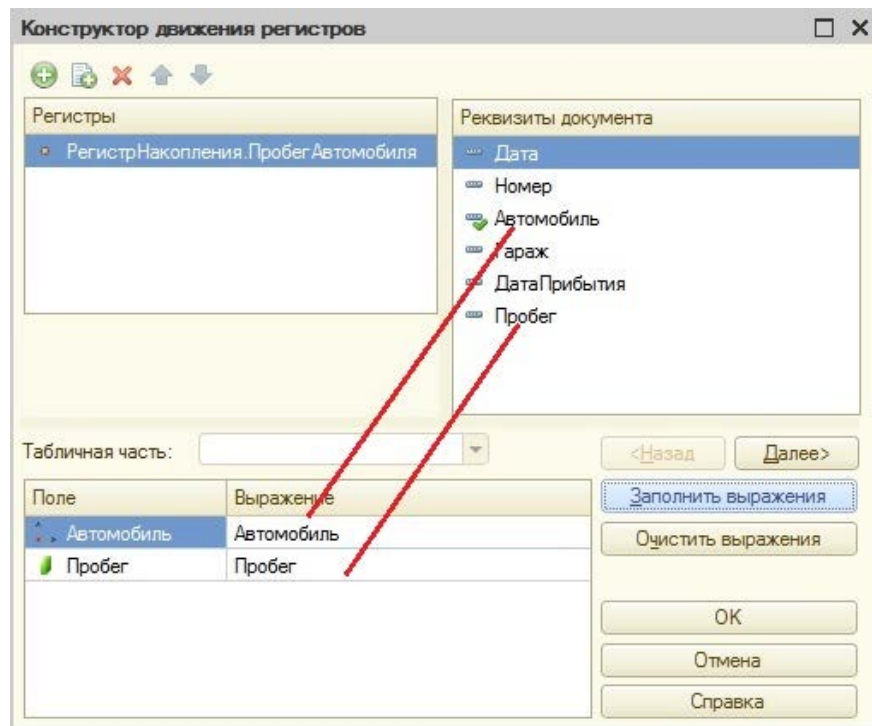 Конструктор движения регистров
Регистры
РегистрНакопления.ПробегАвтомобиля
Реквизиты документа
Дата
Номер
Автомобиль
Гараж
ДатаПрибытия
Пробег
Табличная часть:
<Назад Далее>
Поле Выражение
Автомобиль Автомобиль
Пробег Пробег
Заполнить выражения
Очистить выражения
OK
Отмена
Справка